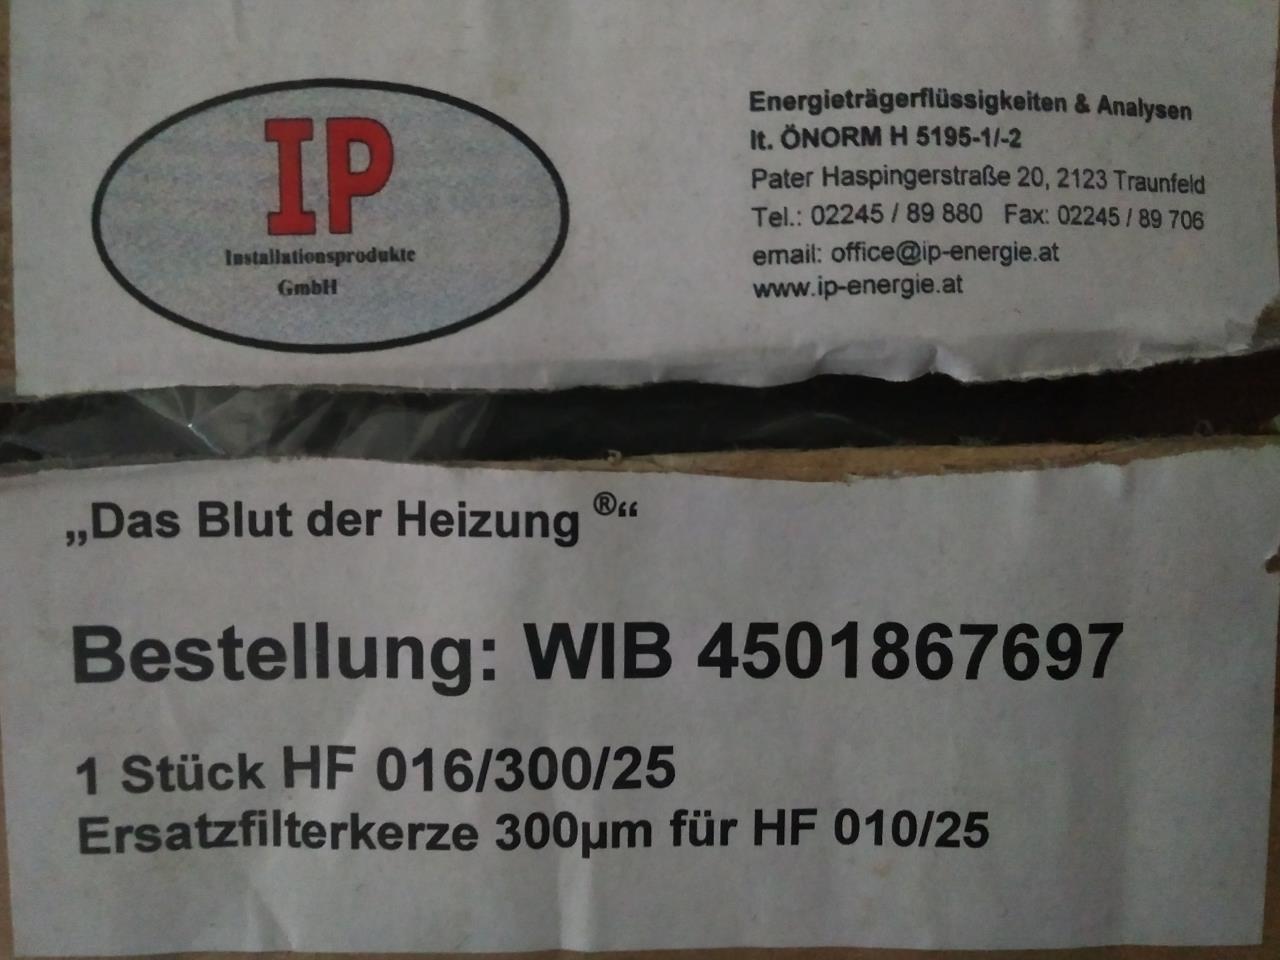 IP
Installationsprodukte
GmbH
Energieträgerflüssigkeiten & Analysen
lt. ÖNORM H 5195-1/-2
Pater Haspingerstraße 20, 2123 Traunfeld
Tel.: 02245 / 89 880 Fax: 02245 / 89 706
email: office@ip-energie.at
www.ip-energie.at
„Das Blut der Heizung ®“
Bestellung: WIB 4501867697
1 Stück HF 016/300/25
Ersatzfilterkerze 300µm für HF 010/25